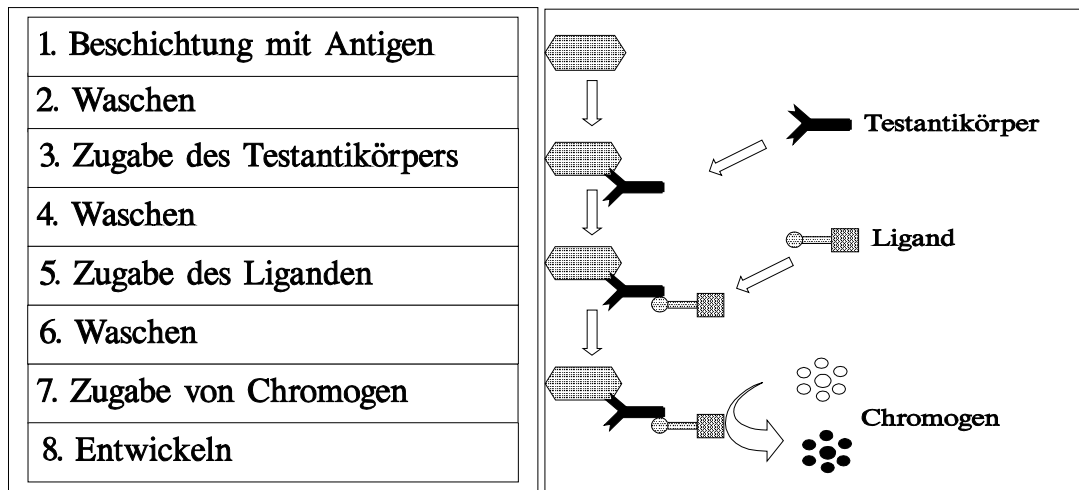 1. Beschichtung mit Antigen
2. Waschen
3. Zugabe des Testantikörpers
4. Waschen
5. Zugabe des Liganden
6. Waschen
7. Zugabe von Chromogen
8. Entwickeln
Testantikörper
Ligand
Chromogen